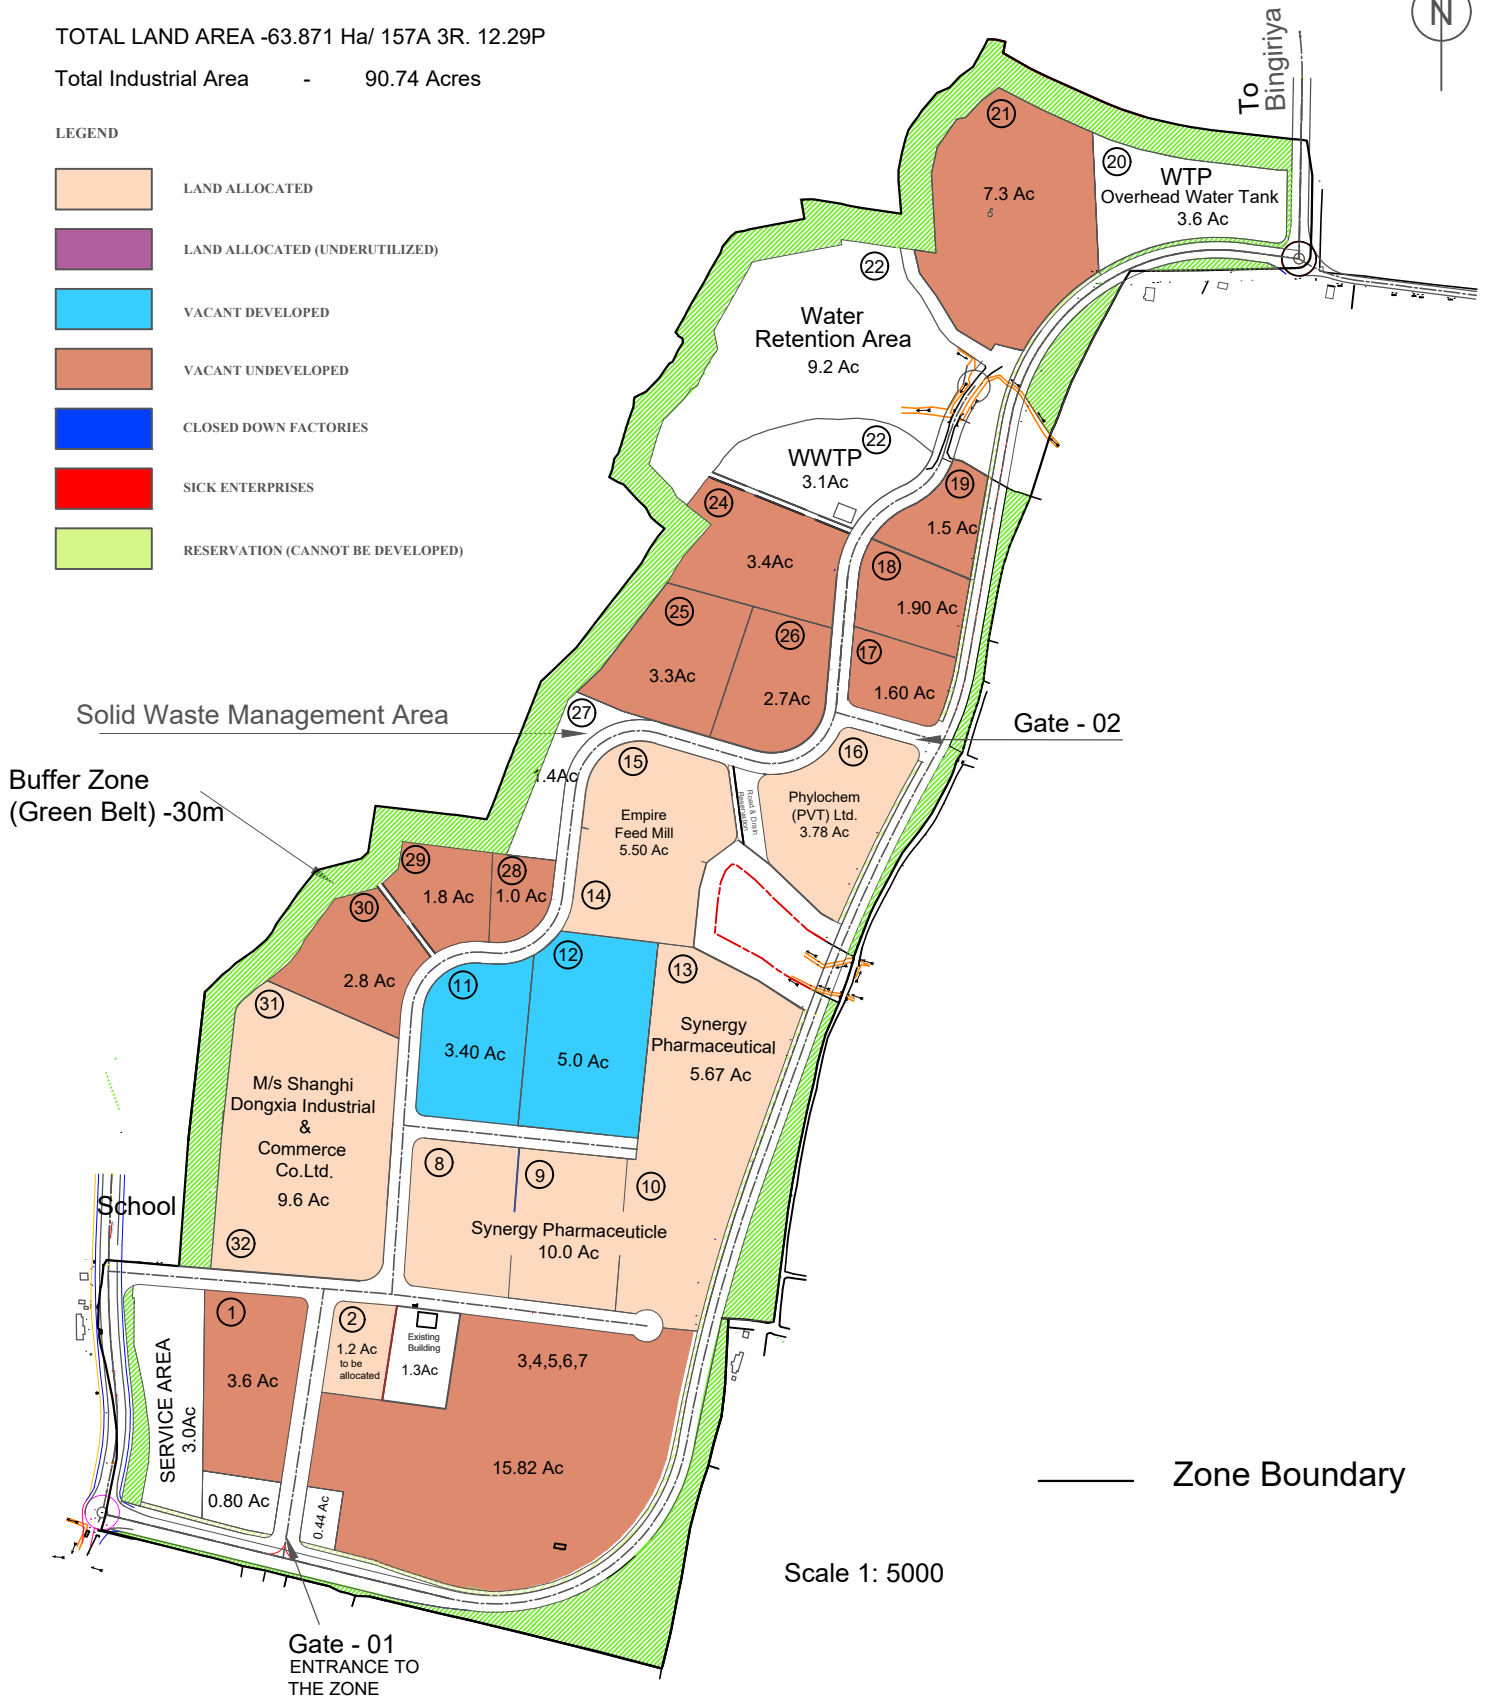 TOTAL LAND AREA -63.871 Ha/ 157A 3R. 12.29P
Total Industrial Area - 90.74 Acres
LEGEND
LAND ALLOCATED
LAND ALLOCATED (UNDERUTILIZED)
VACANT DEVELOPED
VACANT UNDEVELOPED
CLOSED DOWN FACTORIES
SICK ENTERPRISES
RESERVATION (CANNOT BE DEVELOPED)
N
To
Bingiriya
21
7.3 Ac
20
WTP
Overhead Water Tank
3.6 Ac
22
Water
Retention Area
9.2 Ac
22
WWTP
3.1Ac
19
1.5 Ac
24
3.4Ac
18
1.90 Ac
25
3.3Ac
26
2.7Ac
17
1.60 Ac
Solid Waste Management Area
27
1.4Ac
Gate - 02
Buffer Zone
(Green Belt) -30m
15
Empire
Feed Mill
5.50 Ac
14
Road & Drain
Reservation
16
Phylochem
(PVT) Ltd.
3.78 Ac
29
1.8 Ac
28
1.0 Ac
30
2.8 Ac
11
3.40 Ac
12
5.0 Ac
13
Synergy
Pharmaceutical
5.67 Ac
31
M/s Shanghi
Dongxia Industrial
&
Commerce
Co.Ltd.
9.6 Ac
32
School
8
9
10
Synergy Pharmaceuticle
10.0 Ac
1
3.6 Ac
2
1.2 Ac
to be
allocated
Existing
Building
1.3Ac
3,4,5,6,7
15.82 Ac
SERVICE AREA
3.0Ac
0.80 Ac
0.44 Ac
Zone Boundary
Scale 1: 5000
Gate - 01
ENTRANCE TO
THE ZONE